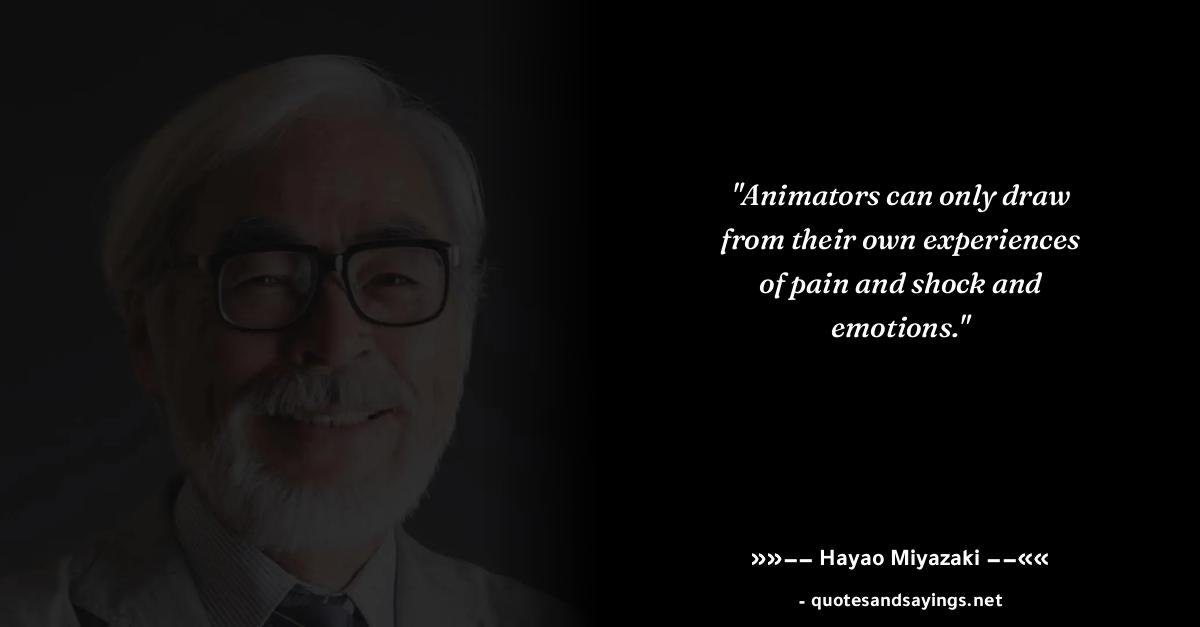 "Animators can only draw
from their own experiences
of pain and shock and
emotions."
»»−− Hayao Miyazaki −−««
- quotesandsayings.net